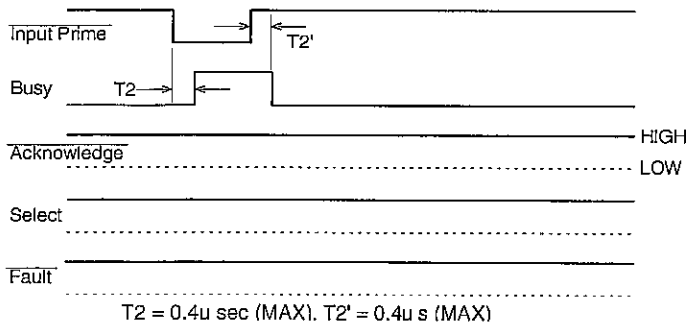 Input Prime
T2'
Busy
T2
HIGH
Acknowledge
LOW
Select
Fault
T2 = 0.4u sec (MAX). T2' = 0.4u s (MAX)